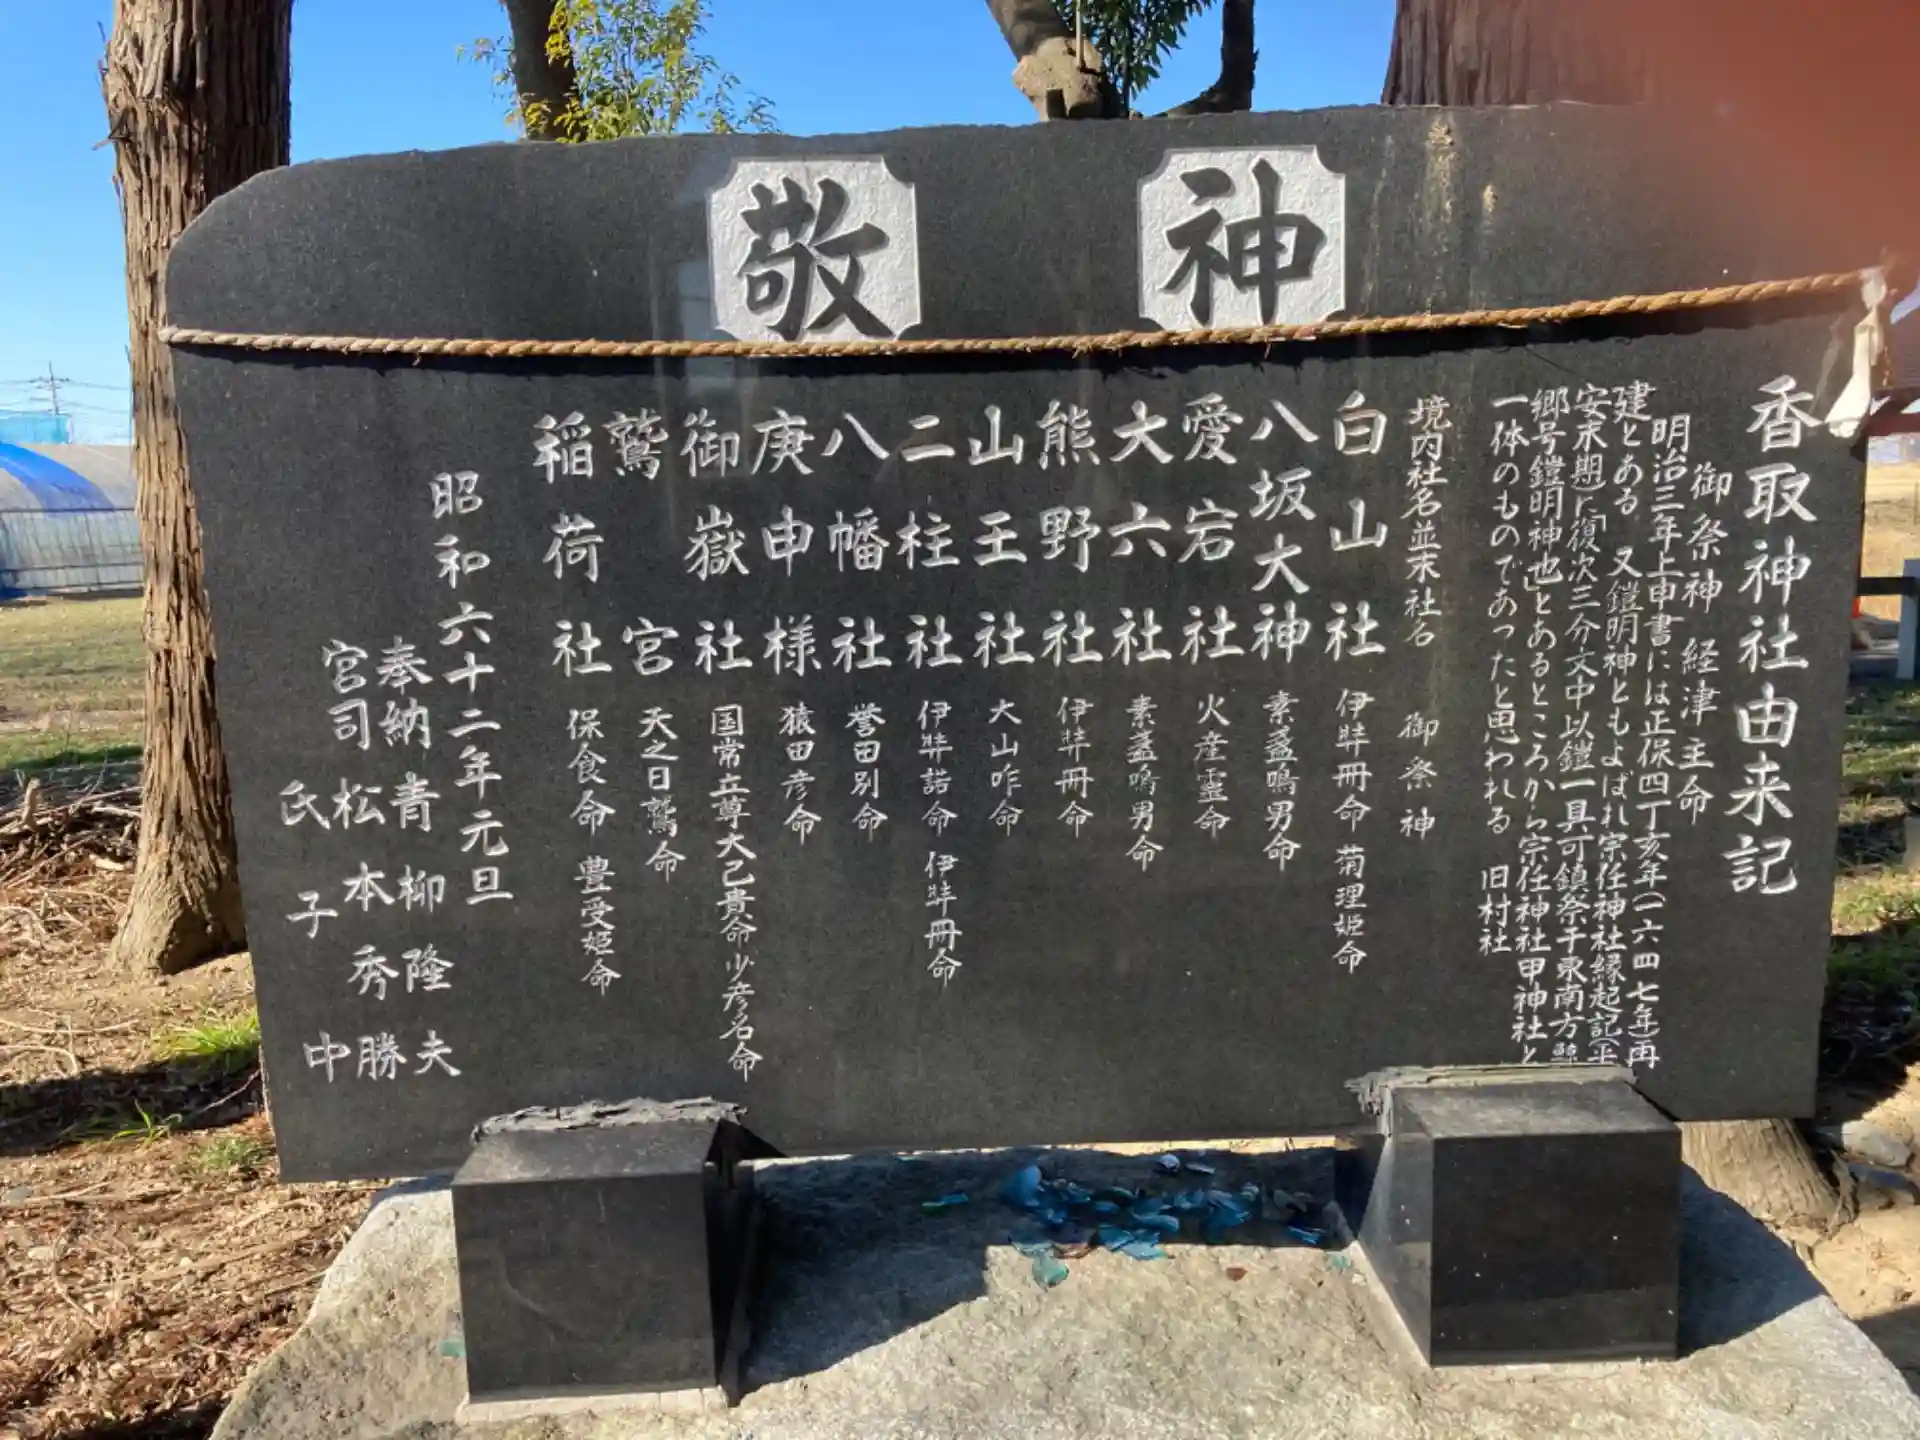 敬神
香取神社由来記
御祭神 経津主命
明治三年上申書には正保四丁亥年(一六四七年)再
建とある 又鎧明神ともよばれ宗任神社縁起記(平
安末期)に「復次三分文中以鎧一具可鎮祭干東南方
郷号鎧明神也」とあるところから宗任神社甲神社と
一体のものであったと思われる 旧村社
境内社名並末社名 御祭神
白山社 伊弉冊命 菊理姫命
八坂大神 素盞鳴男命
愛宕社 火産霊命
大六社 素盞鳴男命
熊野社 伊弉冊命
山王社 大山咋命
二柱社 伊弉諾命 伊弉冊命
八幡社 誉田別命
庚申様 猿田彦命
御嶽社 国常立尊大己貴命少彦名命
鷲宮 天之日鷲命
稲荷社 保食命 豊受姫命
昭和六十二年元旦
奉納 青柳隆夫
宮司 松本秀勝
氏子中